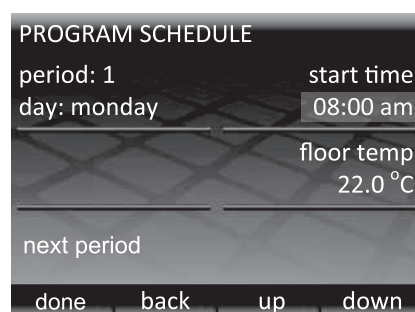 PROGRAM SCHEDULE
period: 1
start time
day: monday
08:00 am
floor temp
22.0 °C
next period
done back up down